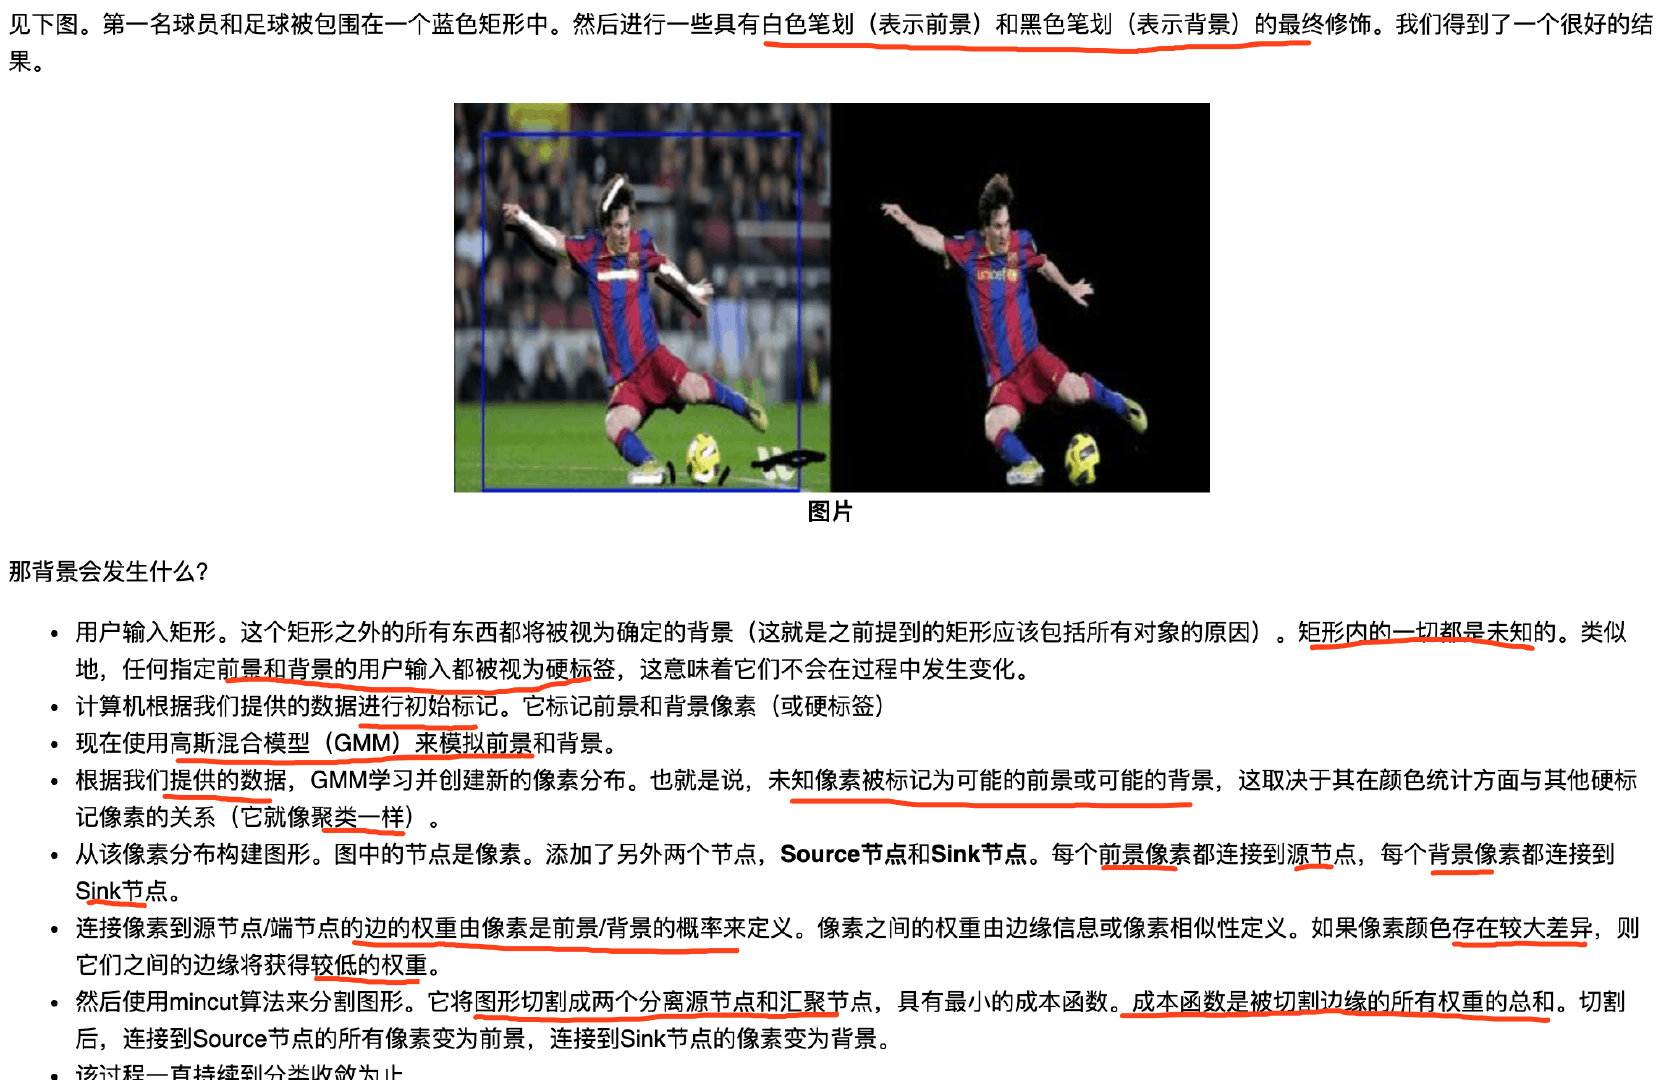 见下图。第一名球员和足球被包围在一个蓝色矩形中。然后进行一些具有白色笔划（表示前景）和黑色笔划（表示背景）的最终修饰。我们得到了一个很好的结
果。
unicef
图片
那背景会发生什么？
• 用户输入矩形。这个矩形之外的所有东西都将被视为确定的背景（这就是之前提到的矩形应该包括所有对象的原因）。矩形内的一切都是未知的。类似
地，任何指定前景和背景的用户输入都被视为硬标签，这意味着它们不会在过程中发生变化。
• 计算机根据我们提供的数据进行初始标记。它标记前景和背景像素（或硬标签）
• 现在使用高斯混合模型（GMM）来模拟前景和背景。
• 根据我们提供的数据，GMM学习并创建新的像素分布。也就是说，未知像素被标记为可能的前景或可能的背景，这取决于其在颜色统计方面与其他硬标
记像素的关系（它就像聚类一样）。
• 从该像素分布构建图形。图中的节点是像素。添加了另外两个节点，Source节点和Sink节点。每个前景像素都连接到源节点，每个背景像素都连接到
Sink节点。
• 连接像素到源节点/端节点的边的权重由像素是前景/背景的概率来定义。像素之间的权重由边缘信息或像素相似性定义。如果像素颜色存在较大差异，则
它们之间的边缘将获得较低的权重。
• 然后使用mincut算法来分割图形。它将图形切割成两个分离源节点和汇聚节点，具有最小的成本函数。成本函数是被切割边缘的所有权重的总和。切割
后，连接到Source节点的所有像素变为前景，连接到Sink节点的像素变为背景。
• 该过程一直持续到分类收敛为止